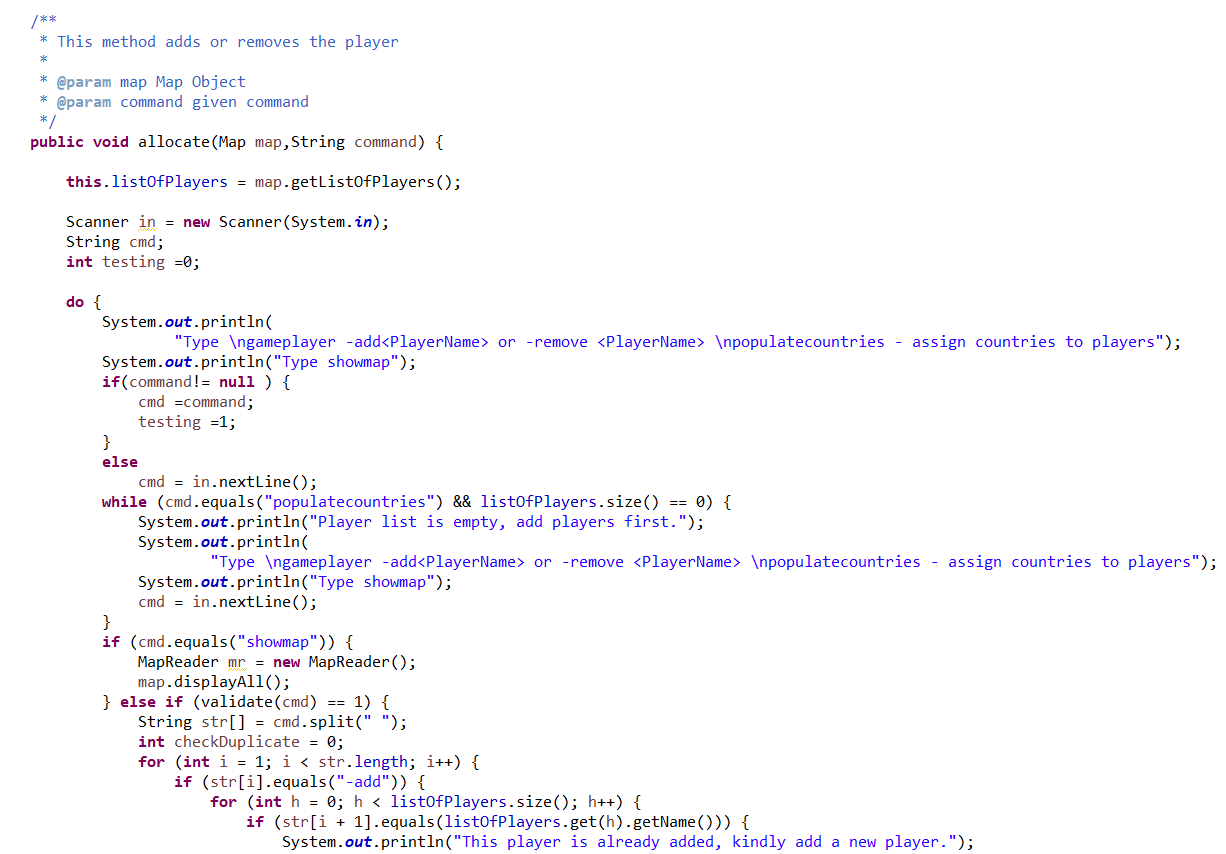 /**
 * This method adds or removes the player
 *
 * @param map Map Object
 * @param command given command
 */
public void allocate(Map map,String command) {
    this.listOfPlayers = map.getListOfPlayers();
    Scanner in = new Scanner(System.in);
    String cmd;
    int testing =0;
    do {
        System.out.println(
                "Type \ngameplayer -add<PlayerName> or -remove <PlayerName> \npopulatecountries - assign countries to players");
        System.out.println("Type showmap");
        if(command!= null ) {
            cmd =command;
            testing =1;
        }
        else
            cmd = in.nextLine();
        while (cmd.equals("populatecountries") && listOfPlayers.size() == 0) {
            System.out.println("Player list is empty, add players first.");
            System.out.println(
                    "Type \ngameplayer -add<PlayerName> or -remove <PlayerName> \npopulatecountries - assign countries to players");
            System.out.println("Type showmap");
            cmd = in.nextLine();
        }
        if (cmd.equals("showmap")) {
            MapReader mr = new MapReader();
            map.displayAll();
        } else if (validate(cmd) == 1) {
            String str[] = cmd.split(" ");
            int checkDuplicate = 0;
            for (int i = 1; i < str.length; i++) {
                if (str[i].equals("-add")) {
                    for (int h = 0; h < listOfPlayers.size(); h++) {
                        if (str[i + 1].equals(listOfPlayers.get(h).getName())) {
                            System.out.println("This player is already added, kindly add a new player.");